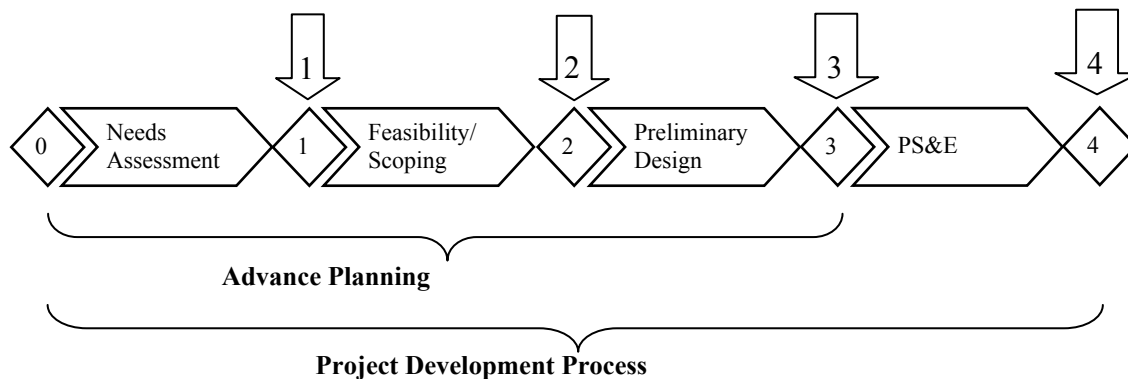 1
2
3
4
0
Needs
Assessment
1
Feasibility/
Scoping
2
Preliminary
Design
3
PS&E
4
Advance Planning
Project Development Process